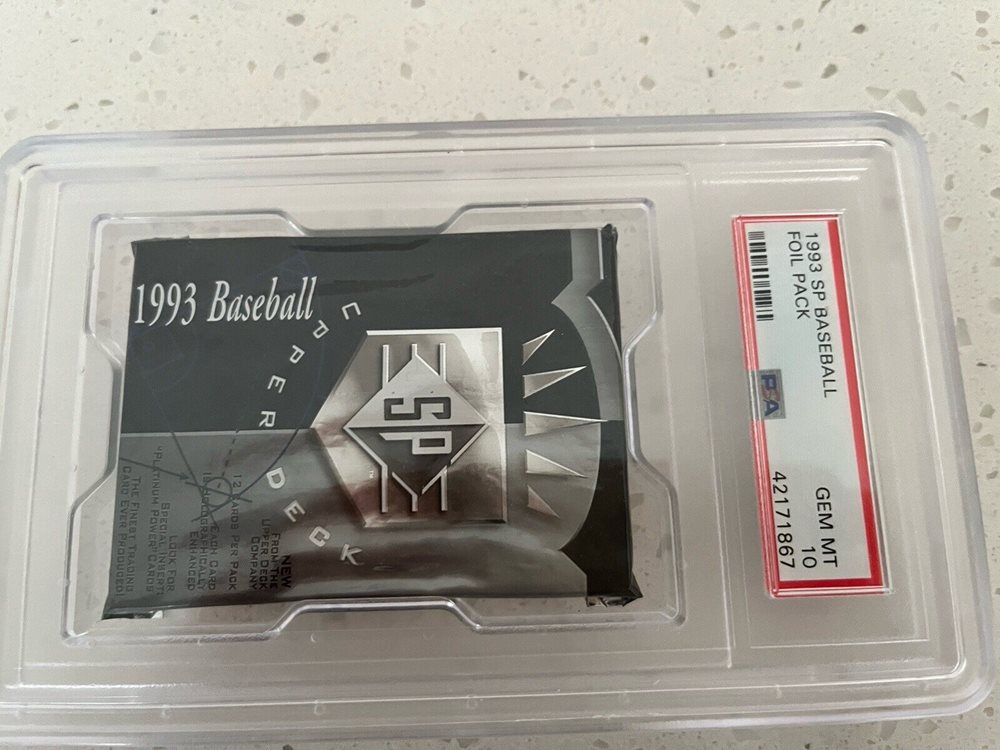 1993 SP BASEBALL
FOIL PACK
GEM MT
10
PSA
42171867
1993 Baseball
UPPER DECK
SP
TM
NEW
FROM THE
UPPER DECK
COMPANY
12 CARDS PER PACK
EACH CARD
IS HOLOGRAPHICALLY
ENHANCED
LOOK FOR
SPECIAL INSERT
"PLATINUM POWER" CARDS
THE FINEST TRADING
CARD EVER PRODUCED!